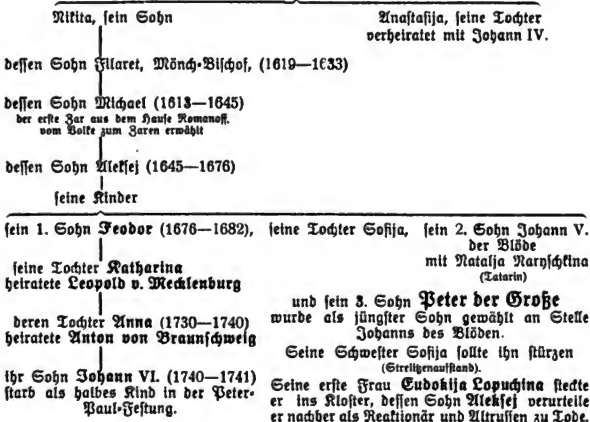 Nikita, sein Sohn
Anastasija, seine Tochter
verheiratet mit Johann IV.
dessen Sohn Filaret, Mönch-Bischof, (1619—1633)
dessen Sohn Michael (1613—1645)
der erste Zar aus dem Hause Romanoff,
vom Volke zum Zaren erwählt
dessen Sohn Aleksej (1645—1676)
seine Kinder
sein 1. Sohn Feodor (1676—1682),
seine Tochter Katharina
heiratete Leopold v. Mecklenburg
deren Tochter Anna (1730—1740)
heiratete Anton von Braunschweig
ihr Sohn Johann VI. (1740—1741)
starb als halbes Kind in der Peter-
Paul-Festung.
seine Tochter Sofija,
sein 2. Sohn Johann V.
der Blöde
mit Natalja Naryschkina
(Tatarin)
und sein 3. Sohn Peter der Große
wurde als jüngster Sohn gewählt an Stelle
Johanns des Blöden.
Seine Schwester Sofija sollte ihn stürzen
(Strelitzenaufstand).
Seine erste Frau Eudokija Lopuchina steckte
er ins Kloster, dessen Sohn Aleksej verurteile
er nachher als Reaktionär und Altrussen zu Tode.